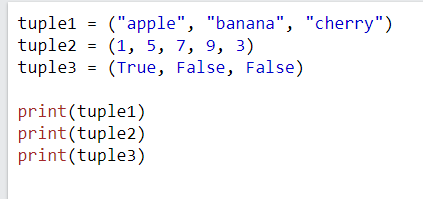 tuple1 = ("apple", "banana", "cherry")
tuple2 = (1, 5, 7, 9, 3)
tuple3 = (True, False, False)
print(tuple1)
print(tuple2)
print(tuple3)